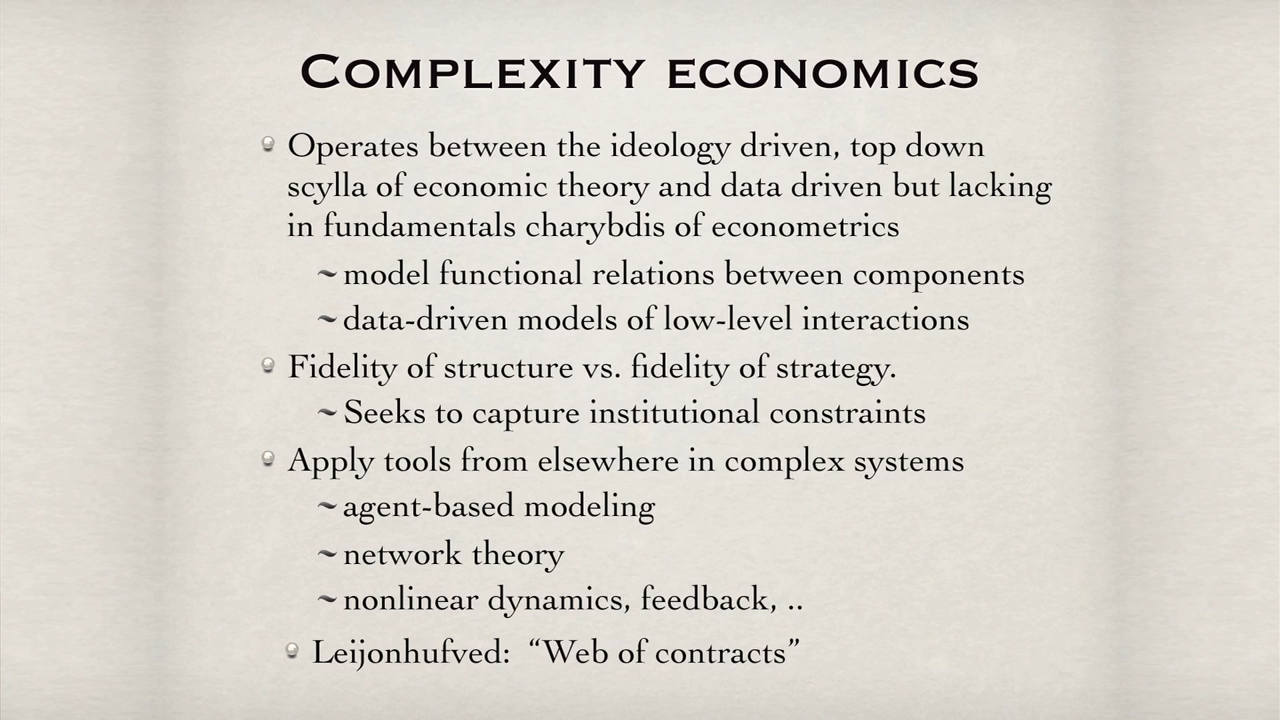 Complexity economics
Operates between the ideology driven, top down
scylla of economic theory and data driven but lacking
in fundamentals charybdis of econometrics
~ model functional relations between components
~ data-driven models of low-level interactions
Fidelity of structure vs. fidelity of strategy.
~ Seeks to capture institutional constraints
Apply tools from elsewhere in complex systems
~ agent-based modeling
~ network theory
~ nonlinear dynamics, feedback, ..
Leijonhufved:  “Web of contracts”